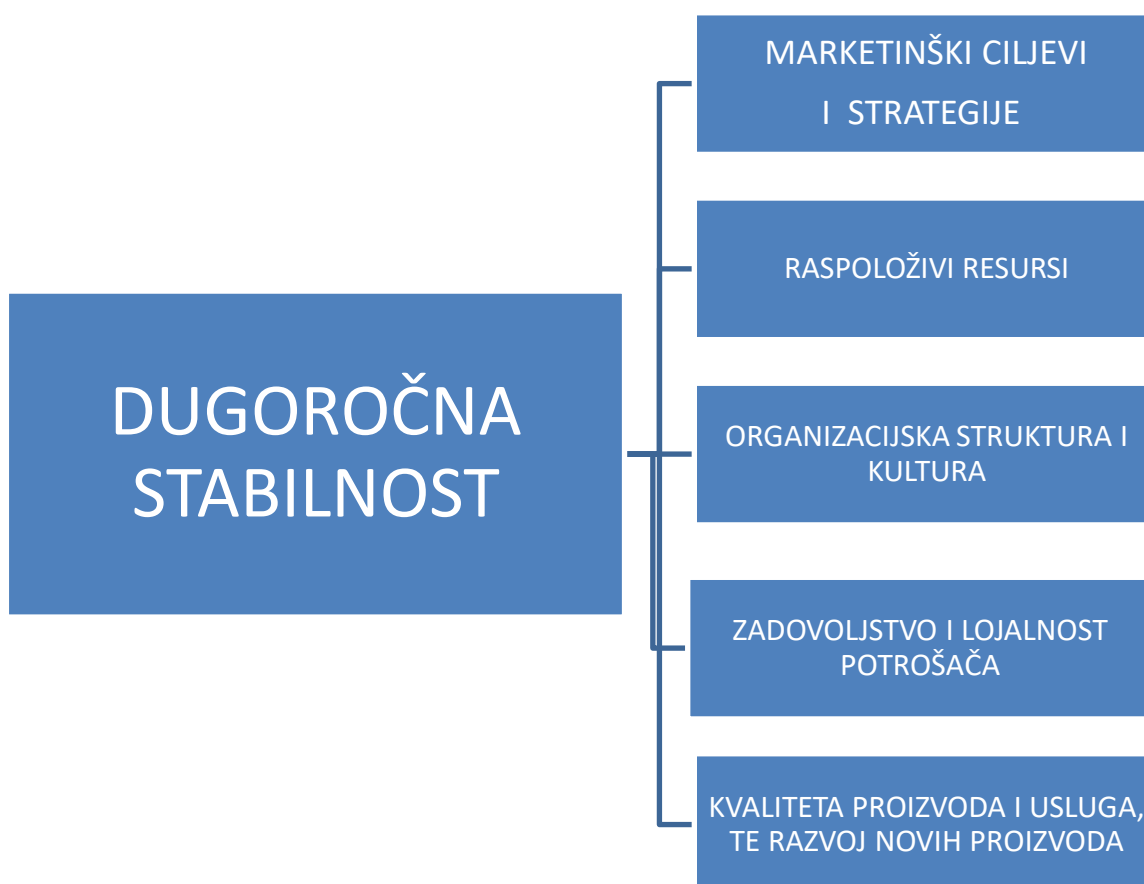 DUGOROČNA
STABILNOST
MARKETINŠKI CILJEVI
I STRATEGIJE
RASPOLOŽIVI RESURSI
ORGANIZACIJSKA STRUKTURA I
KULTURA
ZADOVOLJSTVO I LOJALNOST
POTROŠAČA
KVALITETA PROIZVODA I USLUGA,
TE RAZVOJ NOVIH PROIZVODA